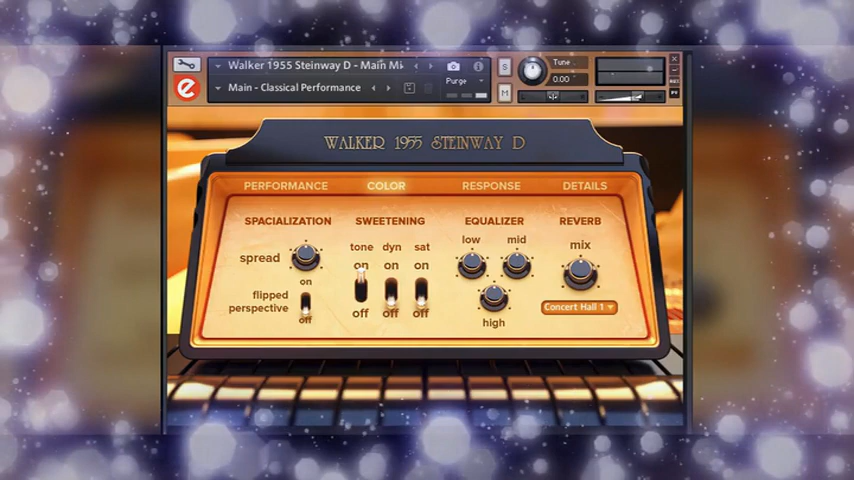 Walker 1955 Steinway D - Main Mi
Purge
S
Tune
0.00
e
Main - Classical Performance
M
WALKER 1955 STEINWAY D
PERFORMANCE COLOR RESPONSE DETAILS
SPACIALIZATION SWEETENING EQUALIZER REVERB
spread
tone dyn sat
low mid
mix
on on on
on
flipped
perspective
off
off off off
high
Concert Hall 1